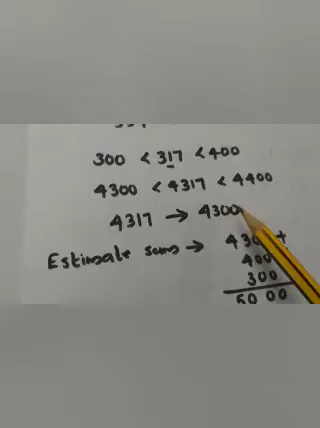 300 < 317 < 400
4300 < 4317 < 4400
4317 → 4300
Estimate sum →
400
300
5000